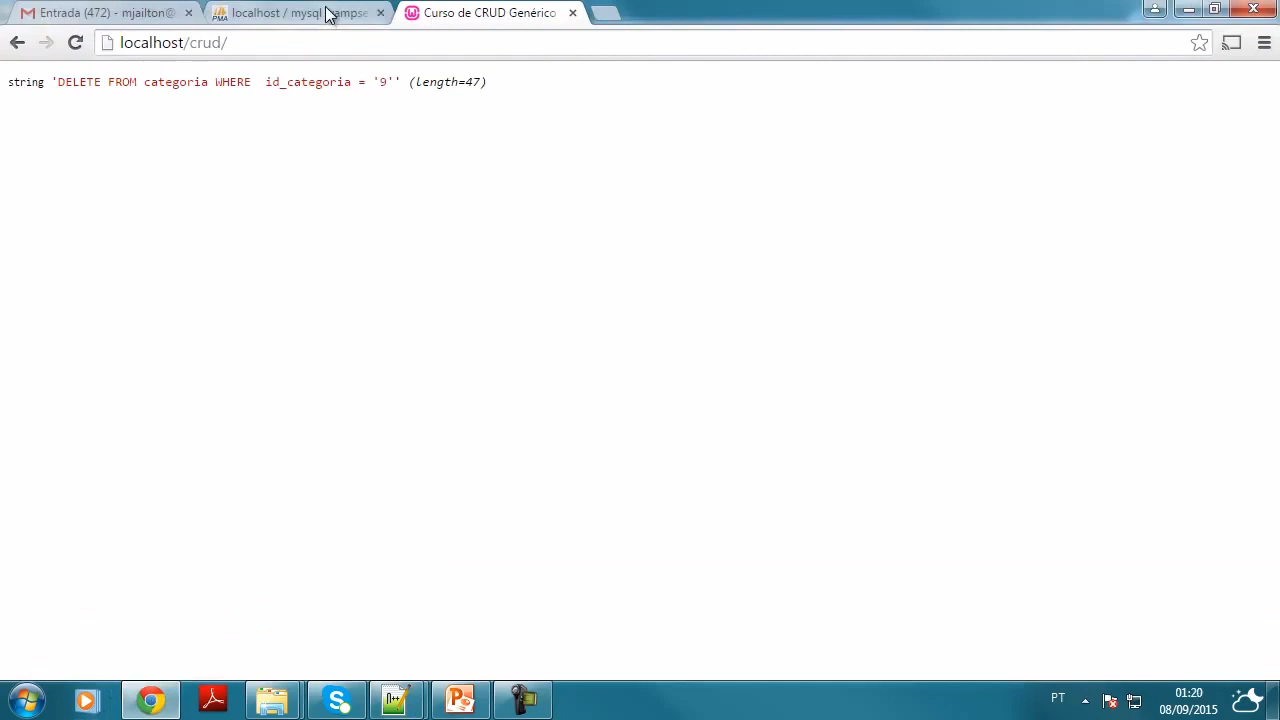 Entrada (472) - mjailton@
localhost / mysql wampse
Curso de CRUD Genérico
localhost/crud/
string 'DELETE FROM categoria WHERE  id_categoria = '9'' (length=47)
PT
01:20
08/09/2015